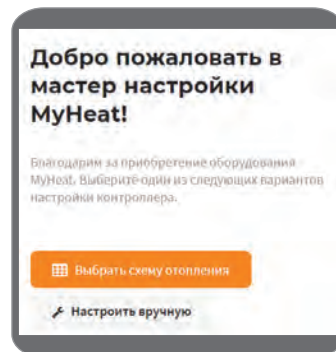 Добро пожаловать в
мастер настройки
MyHeat!
Благодарим за приобретение оборудования
MyHeat. Выберите один из следующих вариантов
настройки контроллера.
Выбрать схему отопления
Настроить вручную